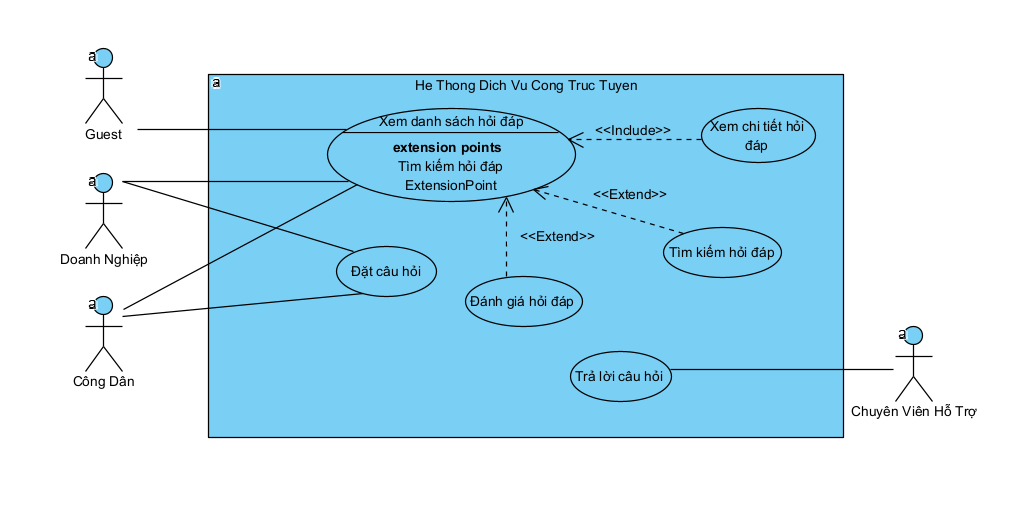 a
Guest
a
Doanh Nghiệp
a
Công Dân
a
He Thong Dich Vu Cong Truc Tuyen
Xem danh sách hỏi đáp
extension points
Tìm kiếm hỏi đáp
ExtensionPoint
<<Include>>
Xem chi tiết hỏi
đáp
<<Extend>>
<<Extend>>
Tìm kiếm hỏi đáp
Đặt câu hỏi
Đánh giá hỏi đáp
Trả lời câu hỏi
a
Chuyên Viên Hỗ Trợ